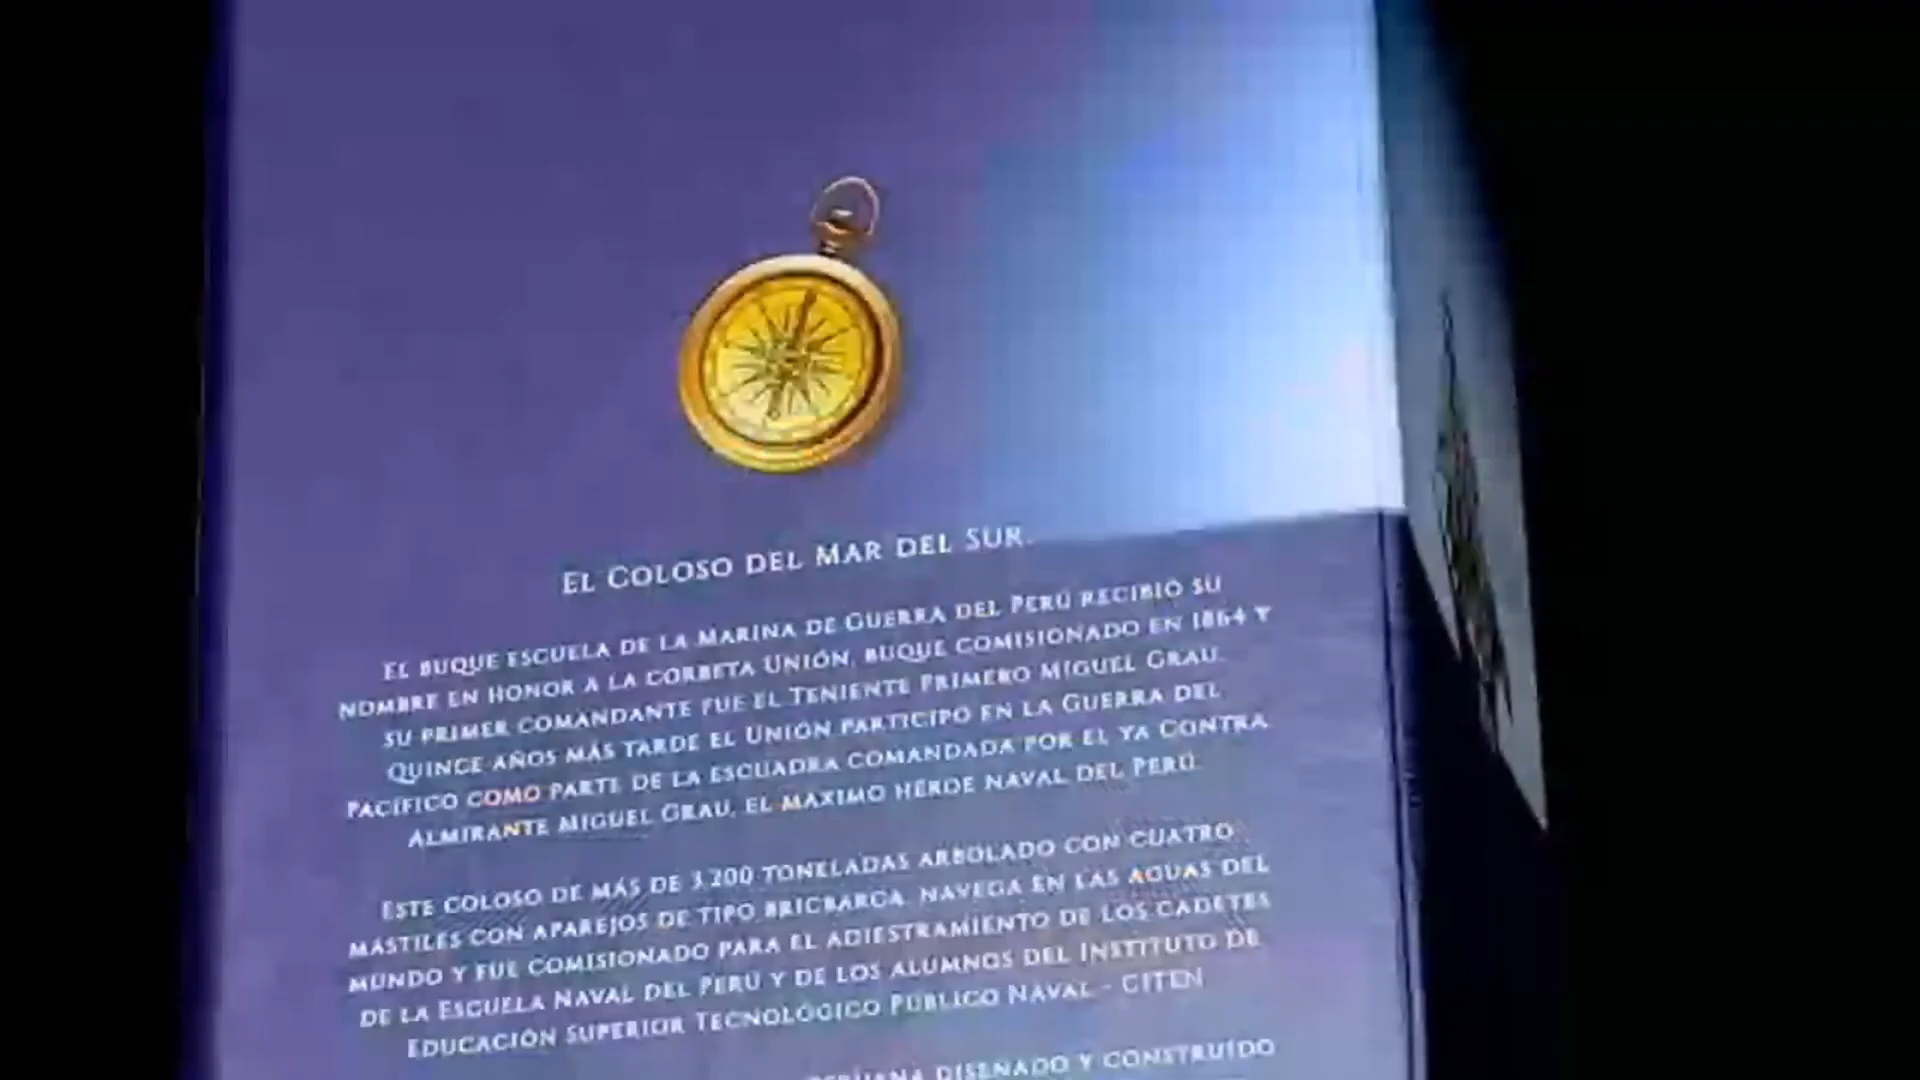 El Coloso del Mar del Sur.
El buque escuela de la Marina de Guerra del Perú recibió su
nombre en honor a la corbeta Unión, buque comisionado en 1864 y
su primer comandante fue el Teniente Primero Miguel Grau.
Quince años más tarde el Unión participó en la Guerra del
Pacífico como parte de la escuadra comandada por el ya Contra
Almirante Miguel Grau, el máximo héroe naval del Perú.
Este coloso de más de 3,200 toneladas arbolado con cuatro
mástiles con aparejos de tipo bricbarca, navega en las aguas del
mundo y fue comisionado para el adiestramiento de los cadetes
de la Escuela Naval del Perú y de los alumnos del Instituto de
Educación Superior Tecnológico Público Naval - CITEN
peruana diseñado y construido